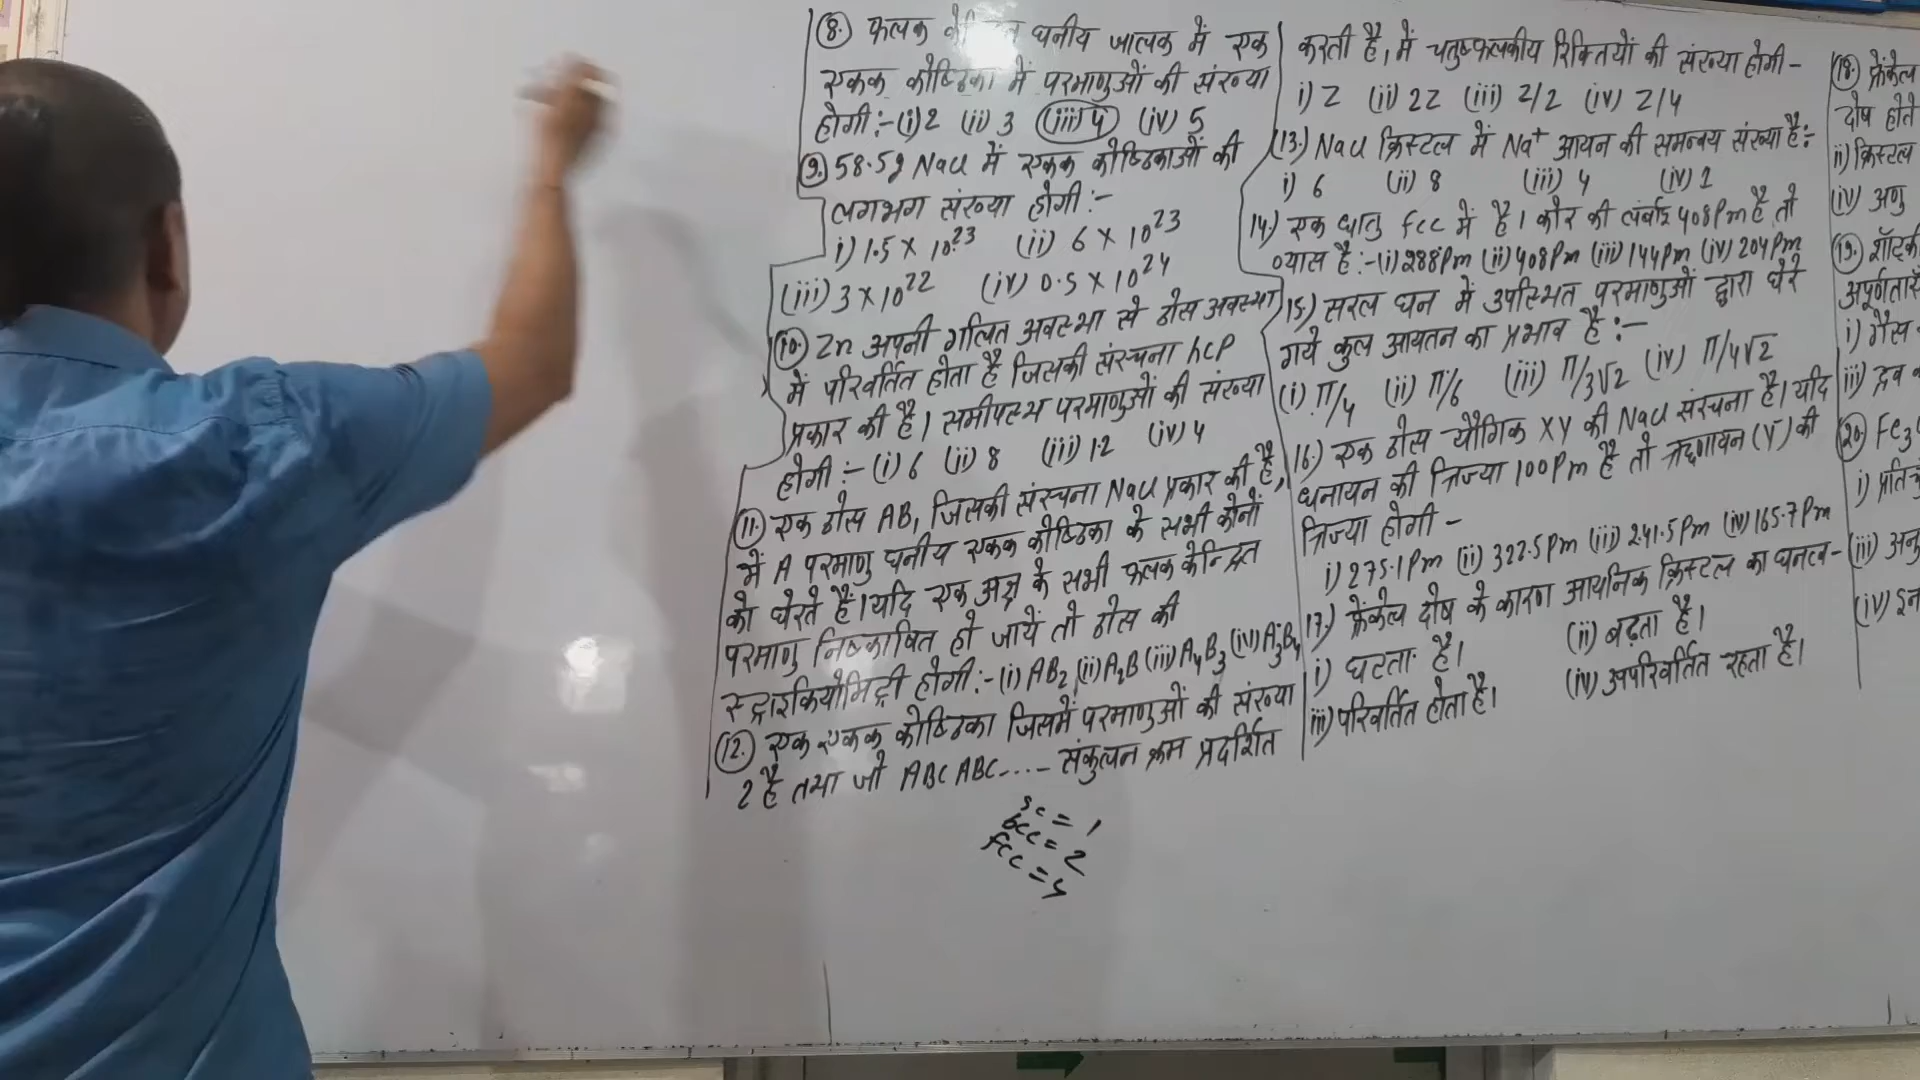 8. फलक घनीय जालक में एक
एकक कोष्ठिका में परमाणुओं की संख्या
होगी :- (i) 2 (ii) 3 (iii) 4 (iv) 5
9. 58.5g NaCl में एकक कोष्ठिकाओं की
लगभग संख्या होगी :-
i) 1.5 × 10²³ (ii) 6 × 10²³
(iii) 3 × 10²² (iv) 0.5 × 10²⁴
10. Zn अपनी गलित अवस्था से ठोस अवस्था
में परिवर्तित होता है जिसकी संरचना hcp
प्रकार की है। समीपस्थ परमाणुओं की संख्या
होगी :- (i) 6 (ii) 8 (iii) 12 (iv) 4
11. एक ठोस AB, जिसकी संरचना NaCl प्रकार की है,
में A परमाणु घनीय एकक कोष्ठिका के सभी कोनों
को घेरते हैं। यदि एक अक्ष के सभी फलक केन्द्रित
परमाणु निष्काषित हो जायें तो ठोस की
स्ट्राइकियोमिट्री होगी :- (i) AB₂ (ii) A₂B (iii) A₄B₃ (iv) A₃B₄
12. एक एकक कोष्ठिका जिसमें परमाणुओं की संख्या
2 है तथा जो ABC ABC.... संकुलन क्रम प्रदर्शित
sc = 1
bcc = 2
fcc = 4
करती है, में चतुष्फलकीय रिक्तियों की संख्या होगी -
i) Z (ii) 2Z (iii) Z/2 (iv) Z/4
13.) NaCl क्रिस्टल में Na⁺ आयन की समन्वय संख्या है :-
i) 6 (ii) 8 (iii) 4 (iv) 2
14.) एक धातु fcc में है। कोर की लंबाई 408Pm है तो
व्यास है :- (i) 288Pm (ii) 408Pm (iii) 144Pm (iv) 204Pm
15) सरल घन में उपस्थित परमाणुओं द्वारा घेरे
गये कुल आयतन का प्रभाव है :-
(i) π/4 (ii) π/6 (iii) π/3√2 (iv) π/4√2
16.) एक ठोस यौगिक XY की NaCl संरचना है। यदि
धनायन की त्रिज्या 100Pm है तो ऋणायन (Y⁻) की
त्रिज्या होगी -
i) 275.1Pm (ii) 322.5Pm (iii) 241.5Pm (iv) 165.7Pm
17.) फ्रेंकेल दोष के कारण आयनिक क्रिस्टल का घनत्व -
i) घटता है। (ii) बढ़ता है।
iii) परिवर्तित होता है। (iv) अपरिवर्तित रहता है।
18. फ्रेंकेल
दोष होते
ii) क्रिस्टल
(iv) अणु
19.
i) गैस
iii) द्रव
20. Fe₃
i)
(iii)
(iv)